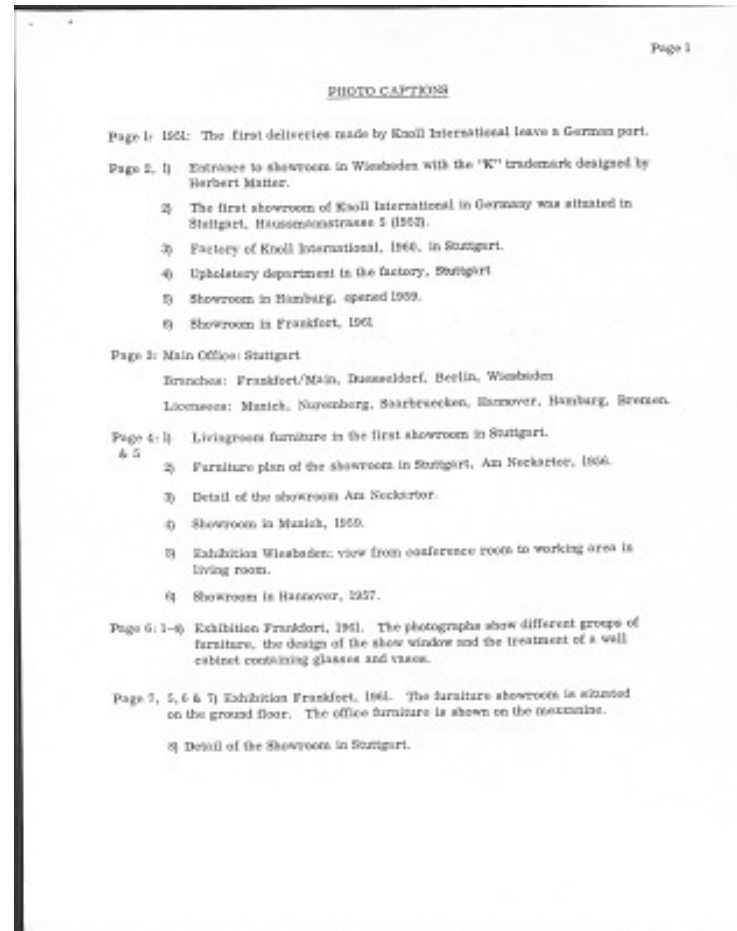 Page 1
PHOTO CAPTIONS
Page 1: 1951: The first deliveries made by Knoll International leave a German port.
Page 2, 1) Entrance to showroom in Wiesbaden with the "K" trademark designed by
Herbert Matter.
2) The first showroom of Knoll International in Germany was situated in
Stuttgart, Haussmannstrasse 5 (1952).
3) Factory of Knoll International, 1960, in Stuttgart.
4) Upholstery department in the factory, Stuttgart
5) Showroom in Hamburg, opened 1959.
6) Showroom in Frankfort, 1961
Page 3: Main Office: Stuttgart
Branches: Frankfort/Main, Duesseldorf, Berlin, Wiesbaden
Licensees: Munich, Nuremberg, Saarbruecken, Hannover, Hamburg, Bremen.
Page 4: 1) Livingroom furniture in the first showroom in Stuttgart.
& 5
2) Furniture plan of the showroom in Stuttgart, Am Neckartor, 1956.
3) Detail of the showroom Am Neckartor.
4) Showroom in Munich, 1959.
5) Exhibition Wiesbaden: view from conference room to working area in
living room.
6) Showroom in Hannover, 1957.
Page 6: 1-4) Exhibition Frankfort, 1961. The photographs show different groups of
furniture, the design of the show window and the treatment of a wall
cabinet containing glasses and vases.
Page 7, 5, 6 & 7) Exhibition Frankfort, 1961. The furniture showroom is situated
on the ground floor. The office furniture is shown on the mezzanine.
8) Detail of the Showroom in Stuttgart.